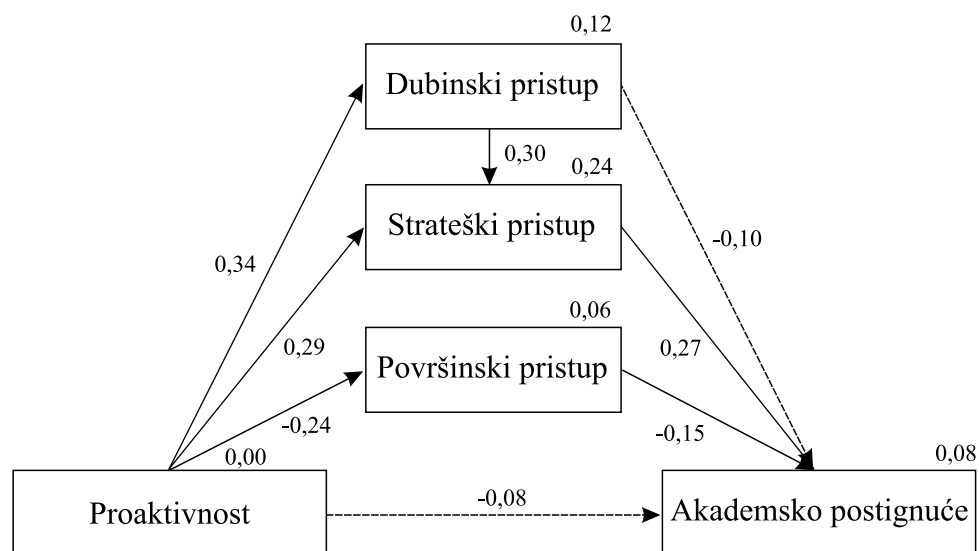 0,12
Dubinski pristup
0,30
0,24
Strateški pristup
0,34
-0,10
0,06
0,29
Površinski pristup
0,27
-0,24
-0,15
0,00
0,08
Proaktivnost
-0,08
Akademsko postignuće